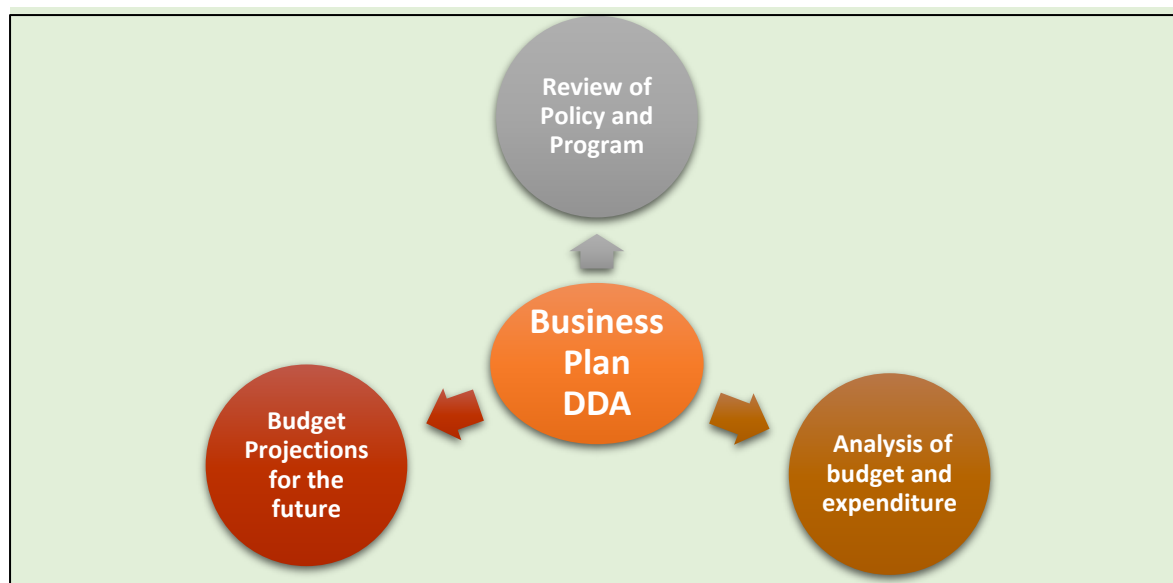 Review of
Policy and
Program
Business
Plan
DDA
Budget
Projections
for the
future
Analysis of
budget and
expenditure